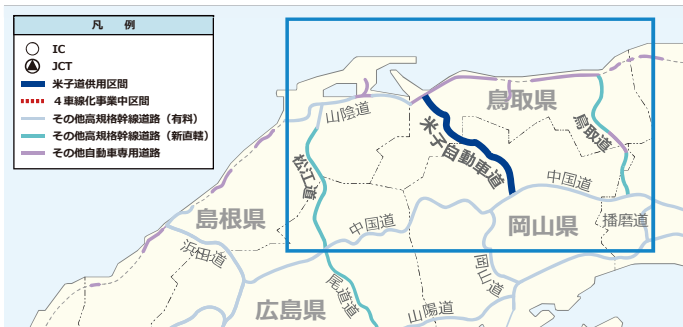 凡 例
IC
JCT
米子道供用区間
４車線化事業中区間
その他高規格幹線道路（有料）
その他高規格幹線道路（新直轄）
その他自動車専用道路
山陰道
鳥取県
鳥取道
米子自動車道
松江道
中国道
島根県
中国道
岡山県
播磨道
浜田道
岡山道
尾道道
広島県
山陽道